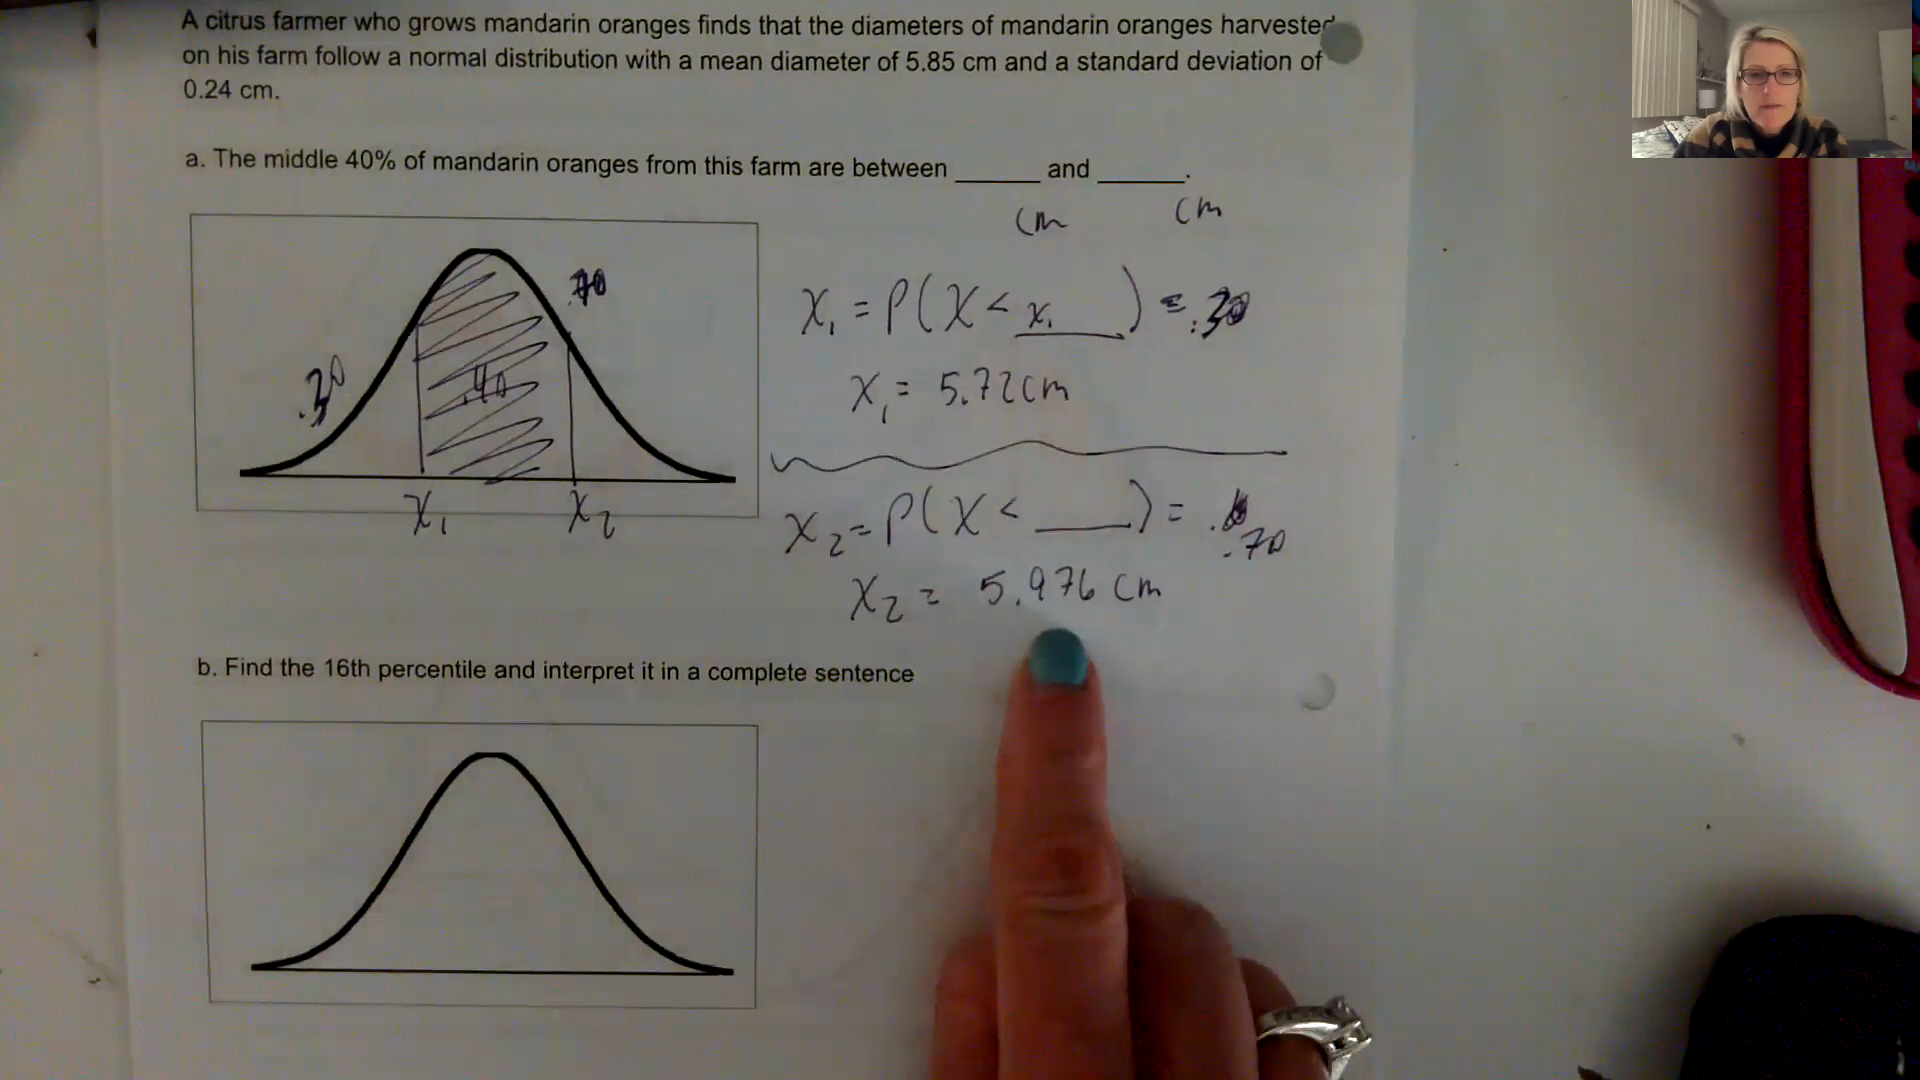 A citrus farmer who grows mandarin oranges finds that the diameters of mandarin oranges harvested
on his farm follow a normal distribution with a mean diameter of 5.85 cm and a standard deviation of
0.24 cm.
a. The middle 40% of mandarin oranges from this farm are between ______ and ______.
cm cm
.30 .40 .70
X₁ X₂
X₁ = P(X < x₁) = .30
X₁ = 5.72cm
X₂ = P(X < ____) = .70
X₂ = 5.976 cm
b. Find the 16th percentile and interpret it in a complete sentence